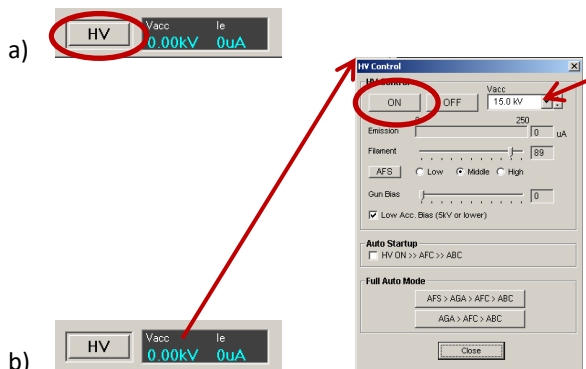 a)
HV
Vacc Ie
0.00kV 0uA
HV Control
HV Control
ON OFF
Vacc
15.0 kV
0 250
Emission 0 uA
Filament 89
AFS Low Middle High
Gun Bias 0
Low Acc. Bias (5kV or lower)
Auto Startup
HV ON >> AFC >> ABC
Full Auto Mode
AFS > AGA > AFC > ABC
AGA > AFC > ABC
Close
b)
HV
Vacc Ie
0.00kV 0uA